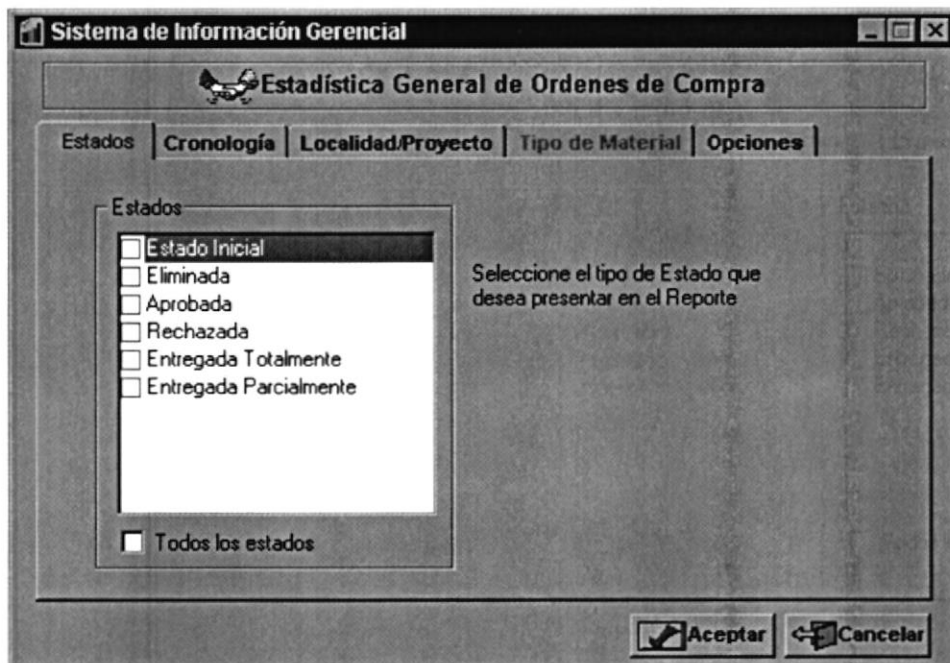 Sistema de Información Gerencial
Estadística General de Ordenes de Compra
Estados Cronología Localidad/Proyecto Tipo de Material Opciones
Estados
Estado Inicial
Eliminada
Aprobada
Rechazada
Entregada Totalmente
Entregada Parcialmente
Seleccione el tipo de Estado que
desea presentar en el Reporte
Todos los estados
Aceptar Cancelar